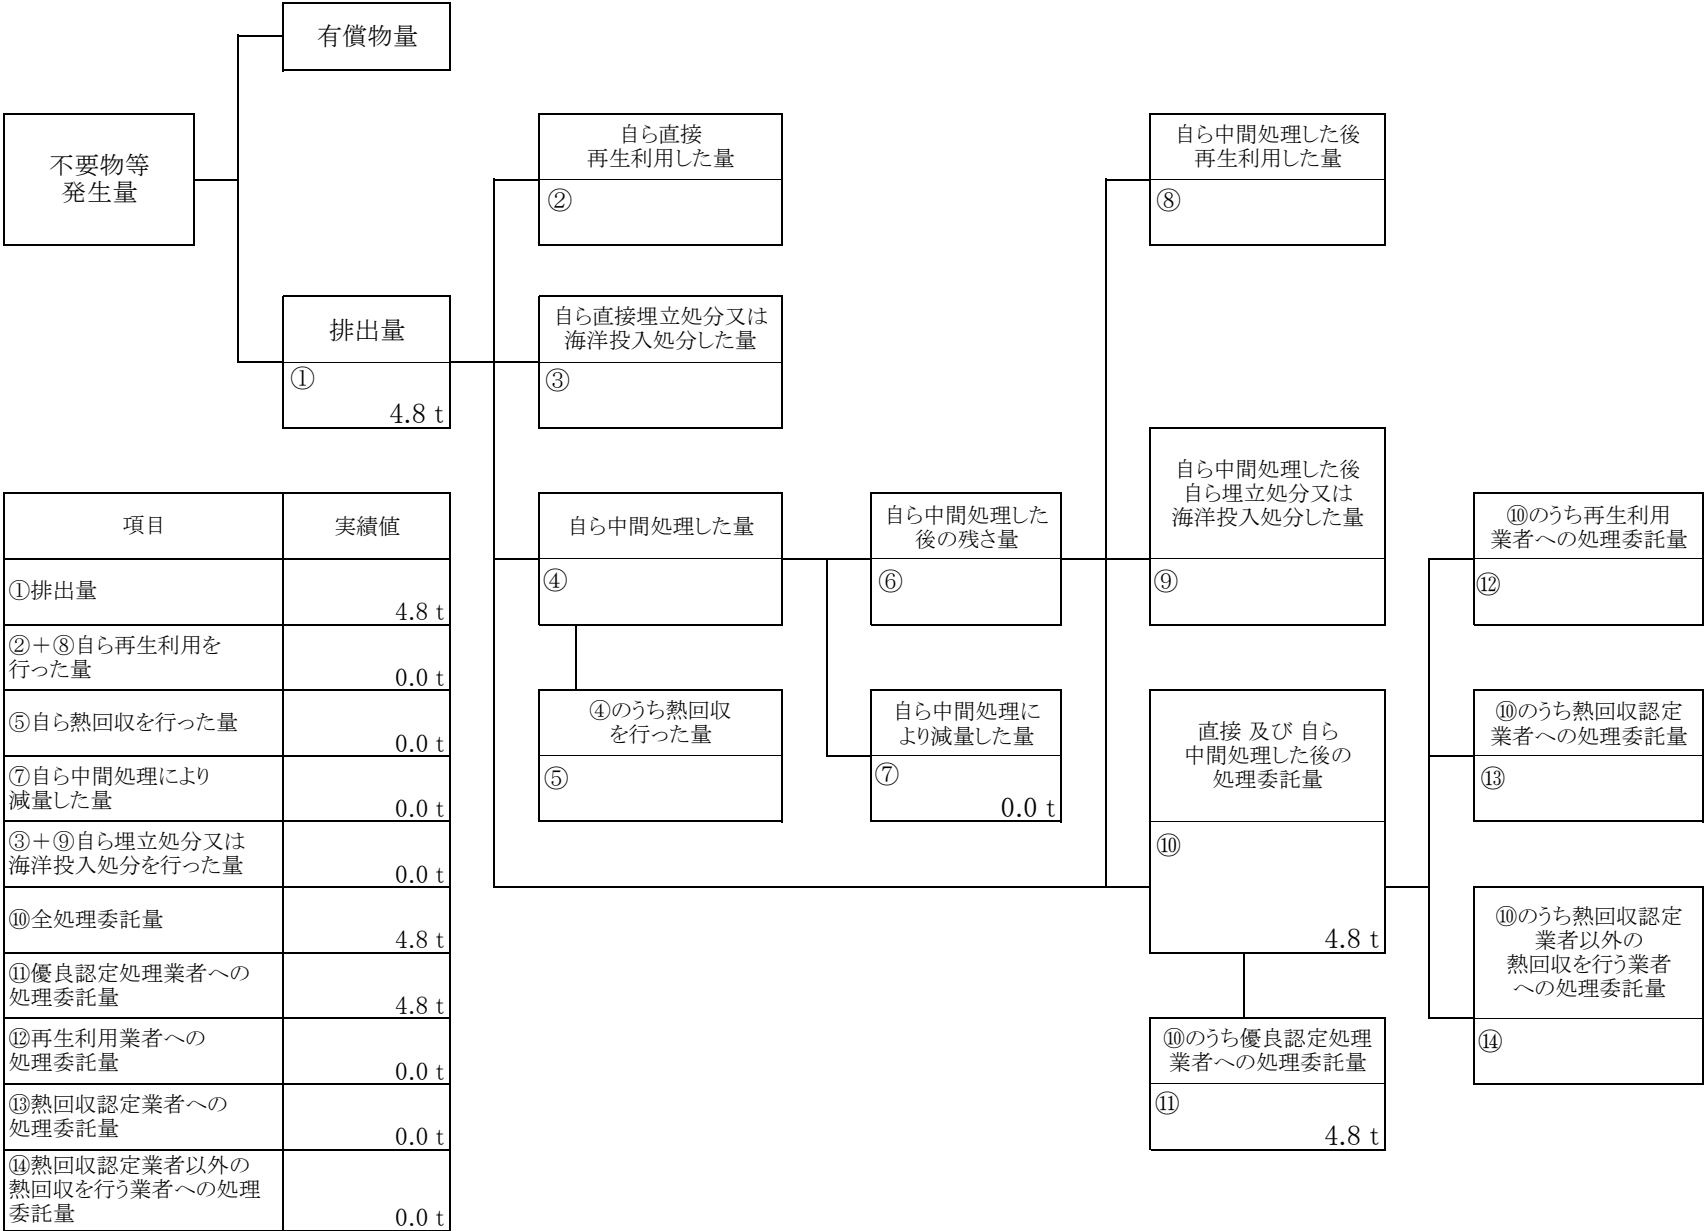 有償物量
不要物等
発生量
排出量
①
4.8 t
自ら直接
再生利用した量
②
自ら直接埋立処分又は
海洋投入処分した量
③
自ら中間処理した量
④
④のうち熱回収
を行った量
⑤
自ら中間処理した
後の残さ量
⑥
自ら中間処理に
より減量した量
⑦
0.0 t
自ら中間処理した後
再生利用した量
⑧
自ら中間処理した後
自ら埋立処分又は
海洋投入処分した量
⑨
直接 及び 自ら
中間処理した後の
処理委託量
⑩
4.8 t
⑩のうち優良認定処理
業者への処理委託量
⑪
4.8 t
⑩のうち再生利用
業者への処理委託量
⑫
⑩のうち熱回収認定
業者への処理委託量
⑬
⑩のうち熱回収認定
業者以外の
熱回収を行う業者
への処理委託量
⑭
項目 実績値
①排出量
4.8 t
②＋⑧自ら再生利用を
行った量
0.0 t
⑤自ら熱回収を行った量
0.0 t
⑦自ら中間処理により
減量した量
0.0 t
③＋⑨自ら埋立処分又は
海洋投入処分を行った量
0.0 t
⑩全処理委託量
4.8 t
⑪優良認定処理業者への
処理委託量
4.8 t
⑫再生利用業者への
処理委託量
0.0 t
⑬熱回収認定業者への
処理委託量
0.0 t
⑭熱回収認定業者以外の
熱回収を行う業者への処理
委託量
0.0 t